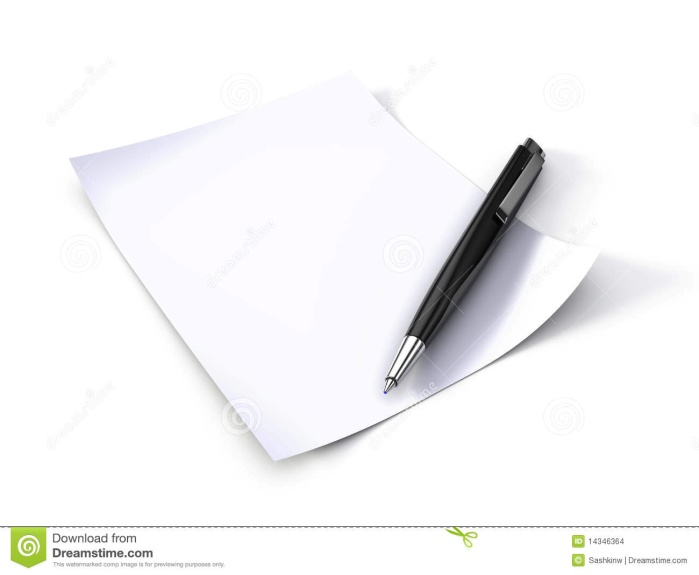 Download from
Dreamstime.com
This watermarked comp image is for previewing purposes only.
ID 14346364
© Sashkinw | Dreamstime.com